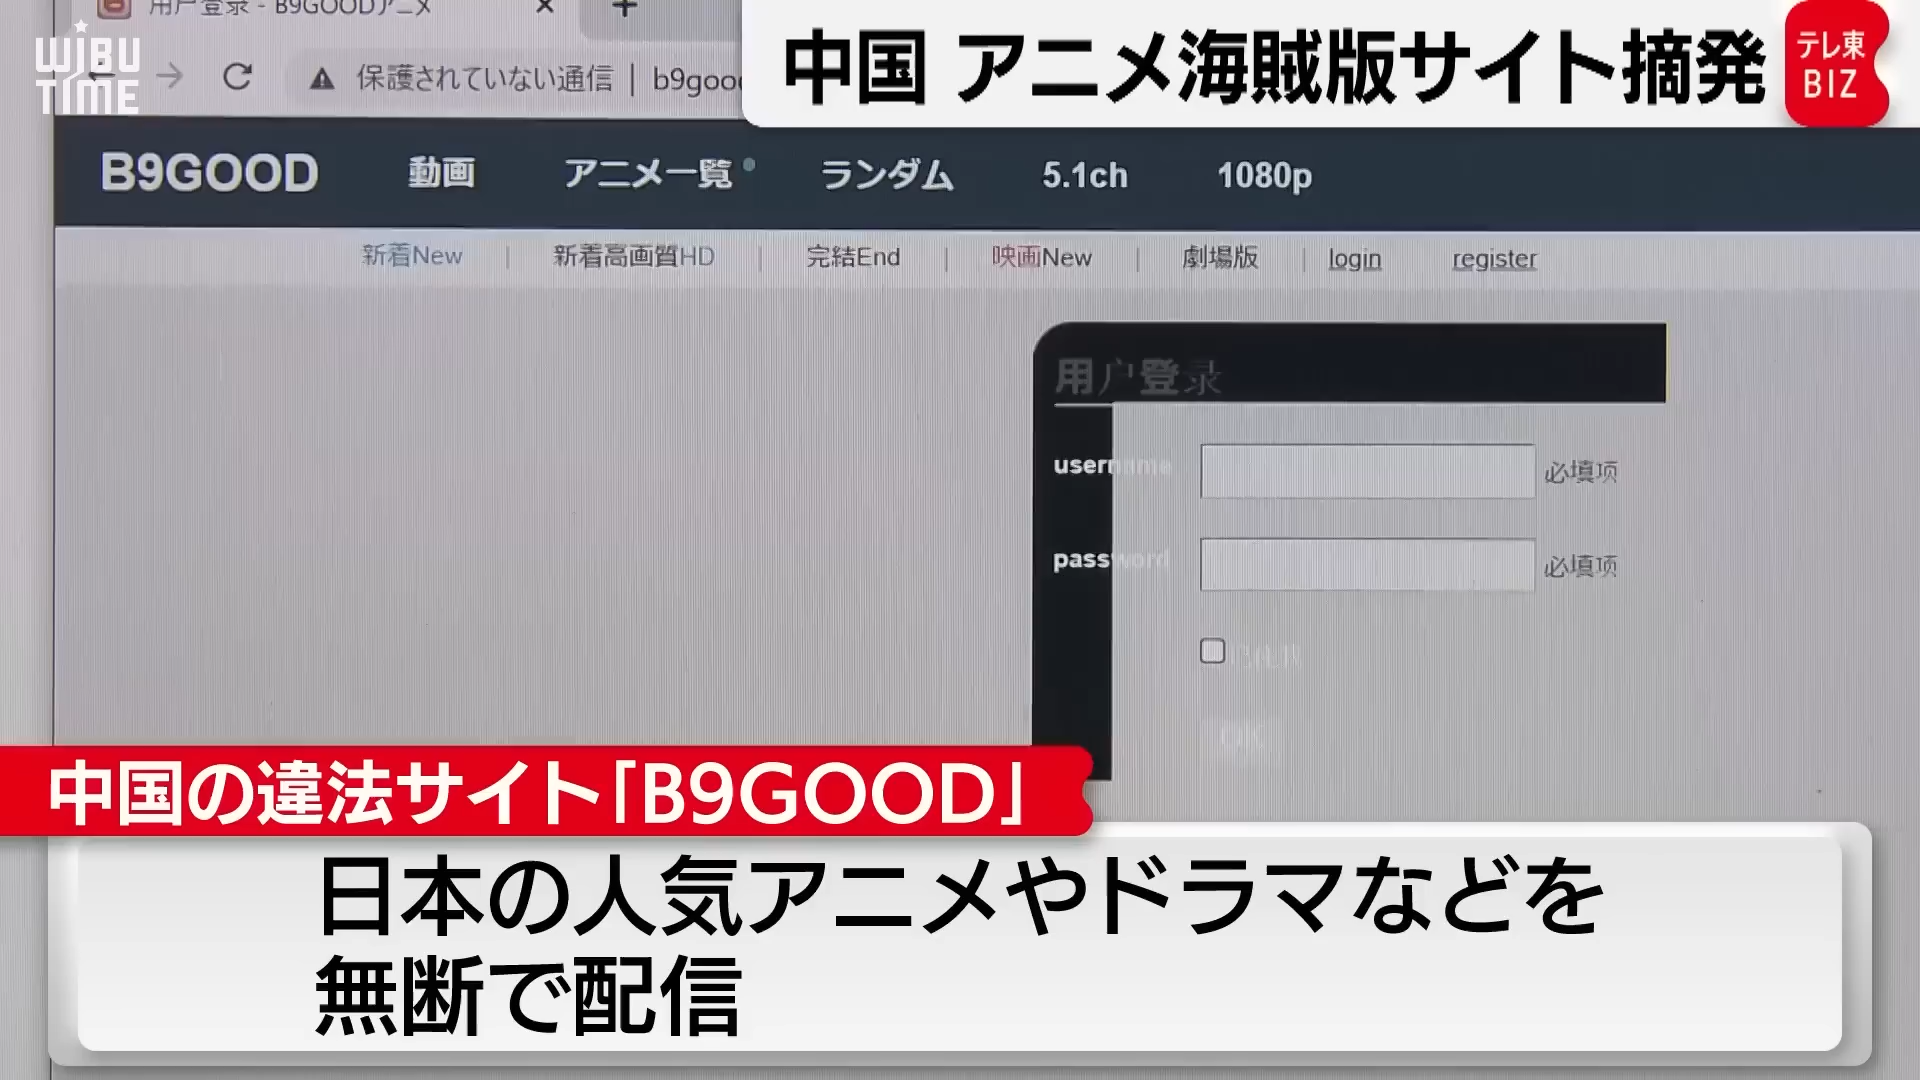 用户登录 - B9GOODアニメ
WiBU
TIME
保護されていない通信 | b9good
中国 アニメ海賊版サイト摘発
テレ東
BIZ
B9GOOD 動画 アニメ一覧 ランダム 5.1ch 1080p
新着New | 新着高画質HD | 完結End | 映画New | 劇場版 | login register
用户登录
username 必填项
password 必填项
OK
中国の違法サイト「B9GOOD」
日本の人気アニメやドラマなどを
無断で配信